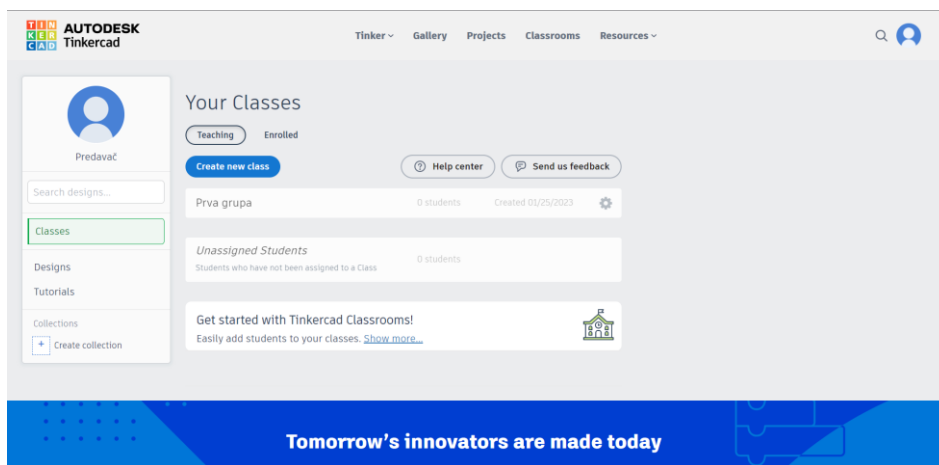 TIN
KER
CAD
AUTODESK
Tinkercad
Tinker
Gallery
Projects
Classrooms
Resources
Predavač
Search designs...
Classes
Designs
Tutorials
Collections
+ Create collection
Your Classes
Teaching
Enrolled
Create new class
? Help center
Send us feedback
Prva grupa
0 students
Created 01/25/2023
Unassigned Students
Students who have not been assigned to a Class
0 students
Get started with Tinkercad Classrooms!
Easily add students to your classes. Show more...
Tomorrow's innovators are made today